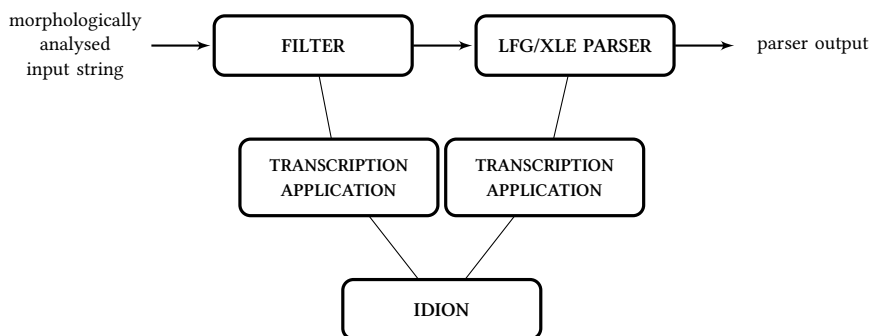 morphologically
analysed
input string
FILTER
LFG/XLE PARSER
parser output
TRANSCRIPTION
APPLICATION
TRANSCRIPTION
APPLICATION
IDION